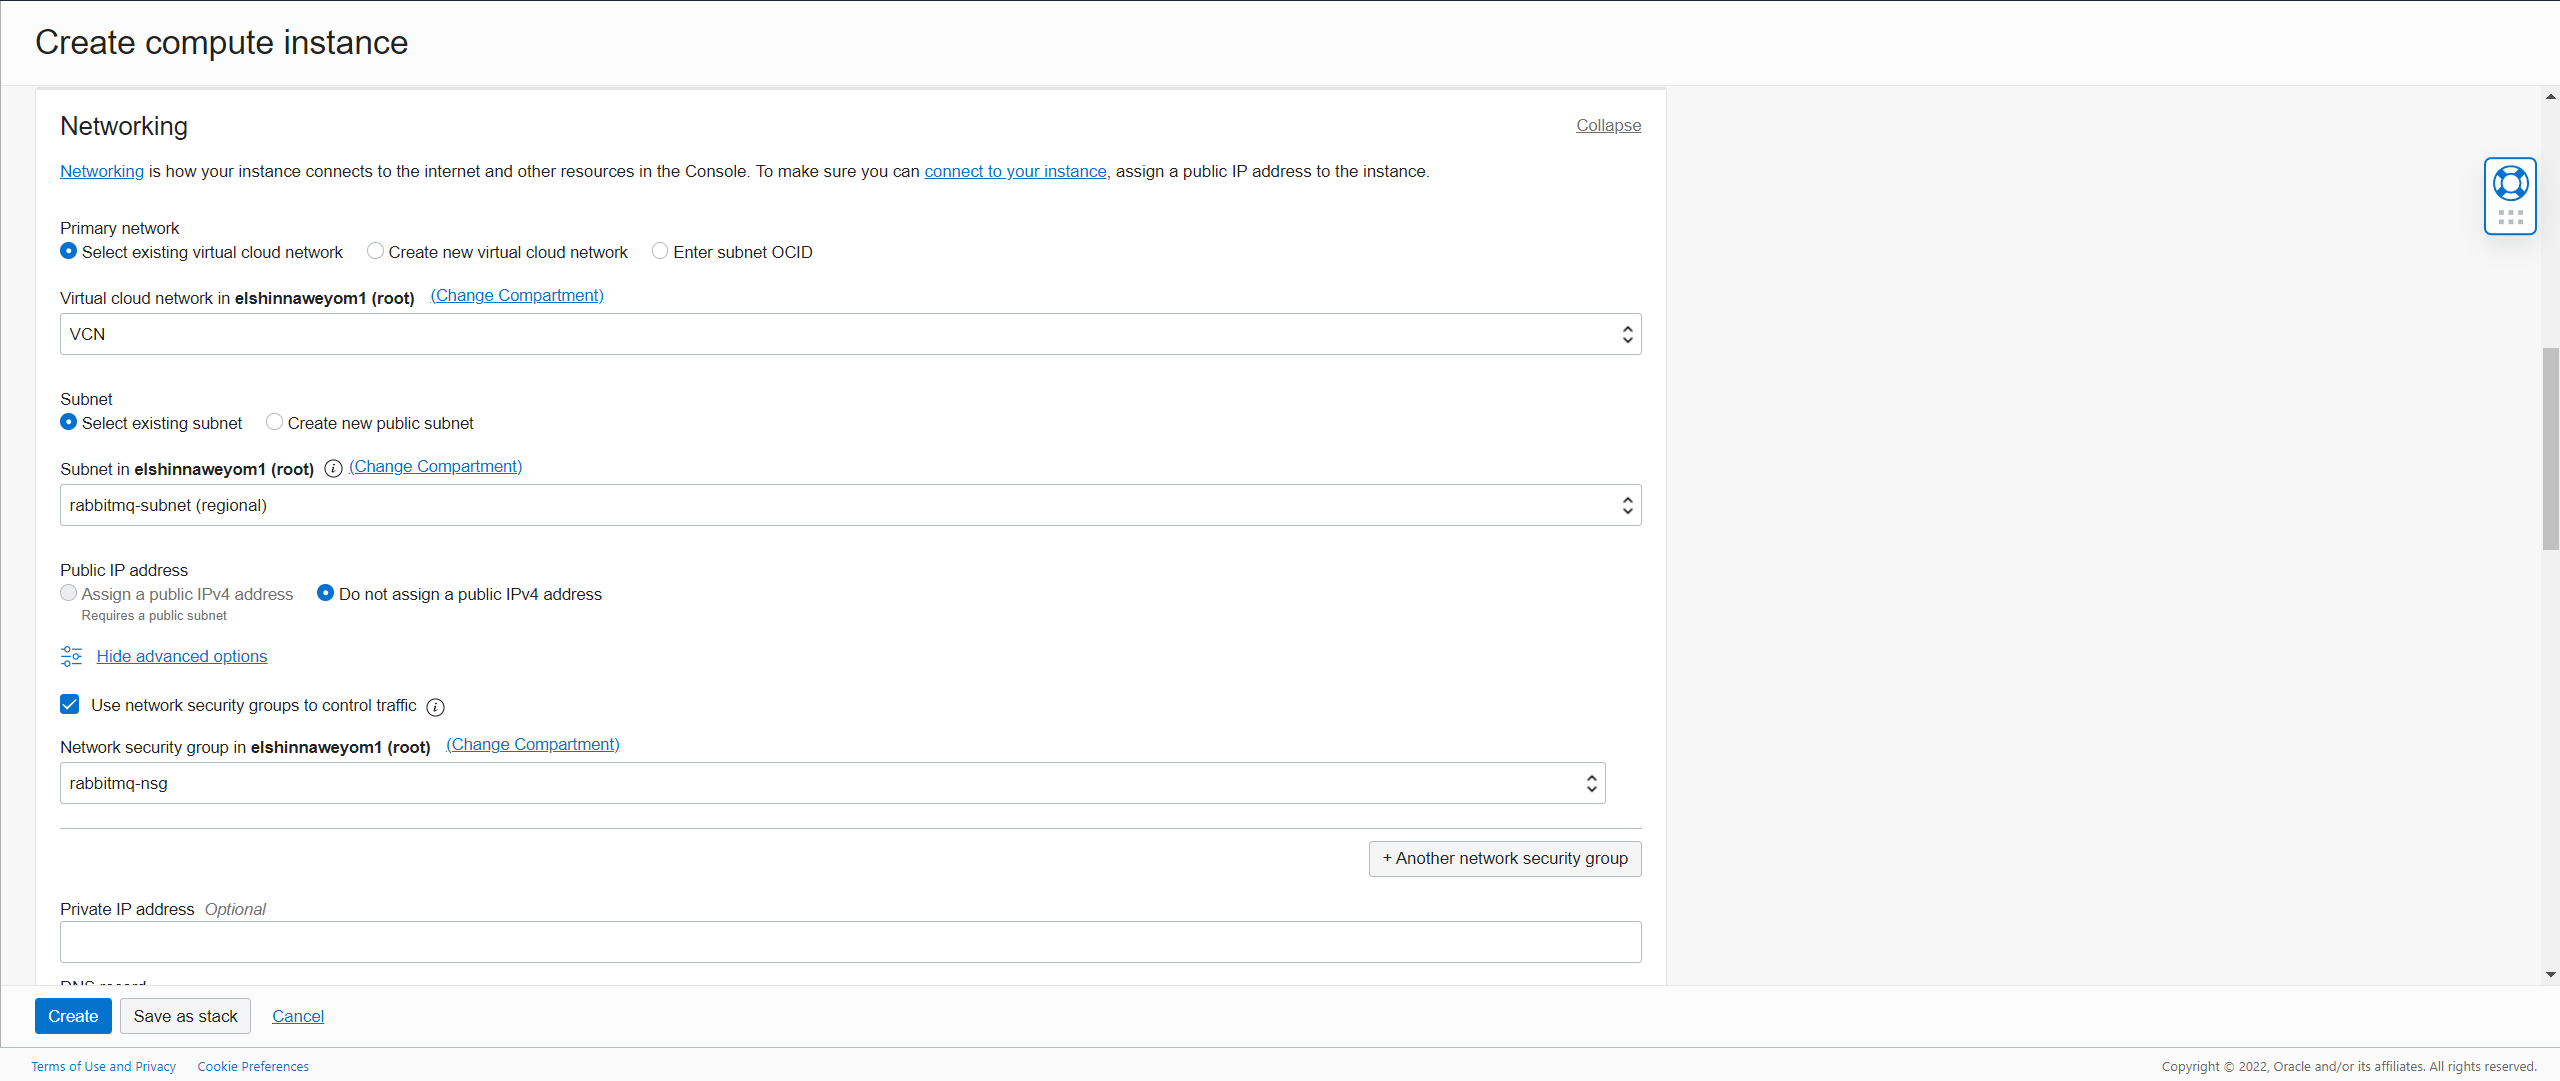 Create compute instance
Networking
Collapse
Networking is how your instance connects to the internet and other resources in the Console. To make sure you can connect to your instance, assign a public IP address to the instance.
Primary network
Select existing virtual cloud network Create new virtual cloud network Enter subnet OCID
Virtual cloud network in elshinnaweyom1 (root) (Change Compartment)
VCN
Subnet
Select existing subnet Create new public subnet
Subnet in elshinnaweyom1 (root) (Change Compartment)
rabbitmq-subnet (regional)
Public IP address
Assign a public IPv4 address Do not assign a public IPv4 address
Requires a public subnet
Hide advanced options
Use network security groups to control traffic
Network security group in elshinnaweyom1 (root) (Change Compartment)
rabbitmq-nsg
+ Another network security group
Private IP address Optional
DNS record
Create Save as stack Cancel
Terms of Use and Privacy Cookie Preferences
Copyright © 2022, Oracle and/or its affiliates. All rights reserved.